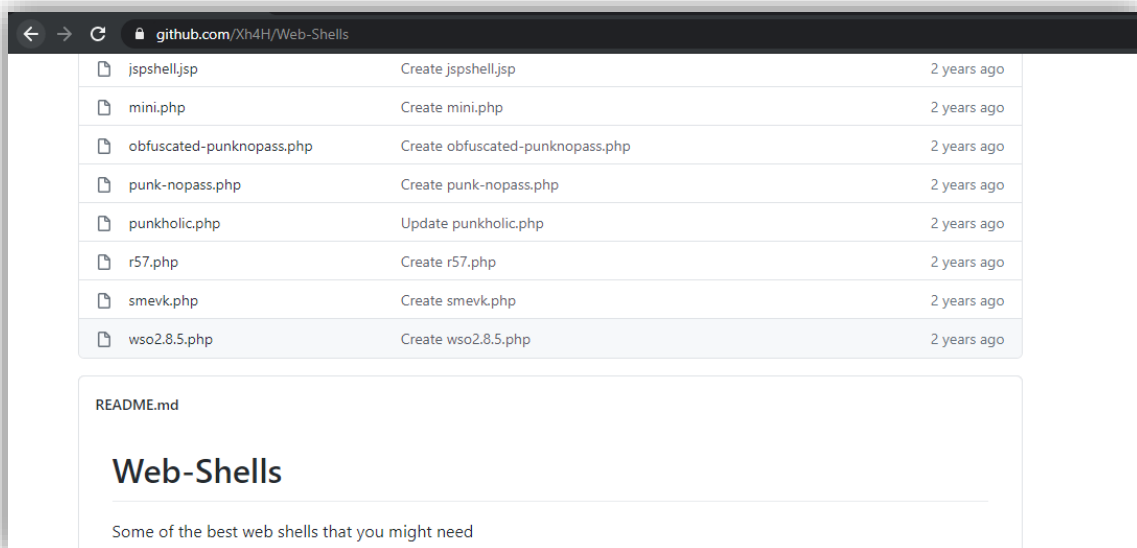 github.com/Xh4H/Web-Shells
jspshell.jsp Create jspshell.jsp 2 years ago
mini.php Create mini.php 2 years ago
obfuscated-punknopass.php Create obfuscated-punknopass.php 2 years ago
punk-nopass.php Create punk-nopass.php 2 years ago
punkholic.php Update punkholic.php 2 years ago
r57.php Create r57.php 2 years ago
smevk.php Create smevk.php 2 years ago
wso2.8.5.php Create wso2.8.5.php 2 years ago
README.md
Web-Shells
Some of the best web shells that you might need